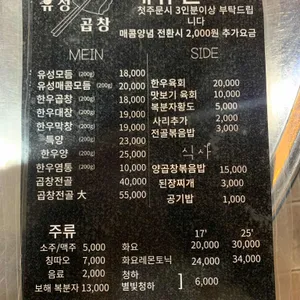 유성
곱창
첫주문시 3인분이상 부탁드립
니다
매콤양념 전환시 2,000원 추가요금
MEIN
유성모듬 (200g) 18,000
유성매콤모듬 (200g) 20,000
한우곱창 (200g) 18,000
한우대창 (200g) 19,000
한우막창 (200g) 19,000
특양 23,000
한우양 (200g) 25,000
한우염통 (200g) 10,000
곱창전골 40,000
곱창전골 大 55,000
SIDE
한우육회 20,000
맛보기 육회 10,000
복분자황도 5,000
사리추가 2,000
전골볶음밥 3,000
식사
양곱창볶음밥 15,000
된장찌개 3,000
공기밥 1,000
주류
소주/맥주 5,000
칭따오 7,000
음료 2,000
보해 복분자 13,000
17' 25'
화요 20,000 30,000
화요레몬토닉 24,000 34,000
청하
별빛청하 ] 6,000